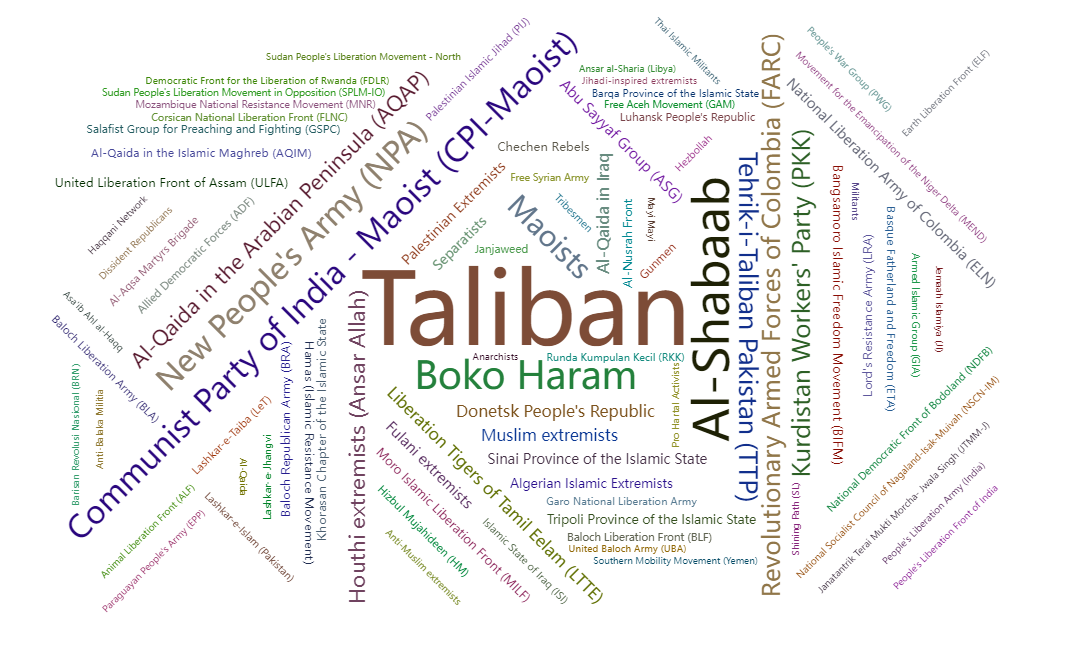 Sudan People's Liberation Movement - North
Palestinian Islamic Jihad (PIJ)
Thai Islamic Militants
People's War Group (PWG)
Movement for the Emancipation of the Niger Delta (MEND)
Earth Liberation Front (ELF)
Democratic Front for the Liberation of Rwanda (FDLR)
Sudan People's Liberation Movement in Opposition (SPLM-IO)
Mozambique National Resistance Movement (MNR)
Corsican National Liberation Front (FLNC)
Salafist Group for Preaching and Fighting (GSPC)
Al-Qaida in the Islamic Maghreb (AQIM)
United Liberation Front of Assam (ULFA)
Ansar al-Sharia (Libya)
Jihadi-inspired extremists
Barqa Province of the Islamic State
Free Aceh Movement (GAM)
Luhansk People's Republic
Abu Sayyaf Group (ASG)
Hezbollah
National Liberation Army of Colombia (ELN)
Chechen Rebels
Free Syrian Army
Tribesmen
Al-Qaida in Iraq
Al-Nusrah Front
Mayi Mayi
Gunmen
Palestinian Extremists
Separatists
Janjaweed
Maoists
Haqqani Network
Dissident Republicans
Al-Aqsa Martyrs Brigade
Allied Democratic Forces (ADF)
Al-Qaida in the Arabian Peninsula (AQAP)
New People's Army (NPA)
Communist Party of India - Maoist (CPI-Maoist)
Taliban
Al-Shabaab
Tehrik-i-Taliban Pakistan (TTP)
Revolutionary Armed Forces of Colombia (FARC)
Kurdistan Workers' Party (PKK)
Bangsamoro Islamic Freedom Movement (BIFM)
Militants
Lord's Resistance Army (LRA)
Basque Fatherland and Freedom (ETA)
Armed Islamic Group (GIA)
Jemaah Islamiya (JI)
Asa'ib Ahl al-Haqq
Baloch Liberation Army (BLA)
Barisan Revolusi Nasional (BRN)
Anti-Balaka Militia
Lashkar-e-Taiba (LeT)
Al-Qaida
Lashkar-e-Jhangvi
Baloch Republican Army (BRA)
Hamas (Islamic Resistance Movement)
Khorasan Chapter of the Islamic State
Houthi extremists (Ansar Allah)
Anarchists
Runda Kumpulan Kecil (RKK)
Boko Haram
Pro Hartal Activists
Donetsk People's Republic
Muslim extremists
Sinai Province of the Islamic State
Algerian Islamic Extremists
Garo National Liberation Army
Tripoli Province of the Islamic State
Baloch Liberation Front (BLF)
United Baloch Army (UBA)
Southern Mobility Movement (Yemen)
Liberation Tigers of Tamil Eelam (LTTE)
Fulani extremists
Moro Islamic Liberation Front (MILF)
Hizbul Mujahideen (HM)
Islamic State of Iraq (ISI)
Anti-Muslim extremists
Animal Liberation Front (ALF)
Paraguayan People's Army (EPP)
Lashkar-e-Islam (Pakistan)
Shining Path (SL)
National Democratic Front of Bodoland (NDFB)
National Socialist Council of Nagaland-Isak-Muivah (NSCN-IM)
Janatantrik Terai Mukti Morcha- Jwala Singh (JTMM-J)
People's Liberation Army (India)
People's Liberation Front of India